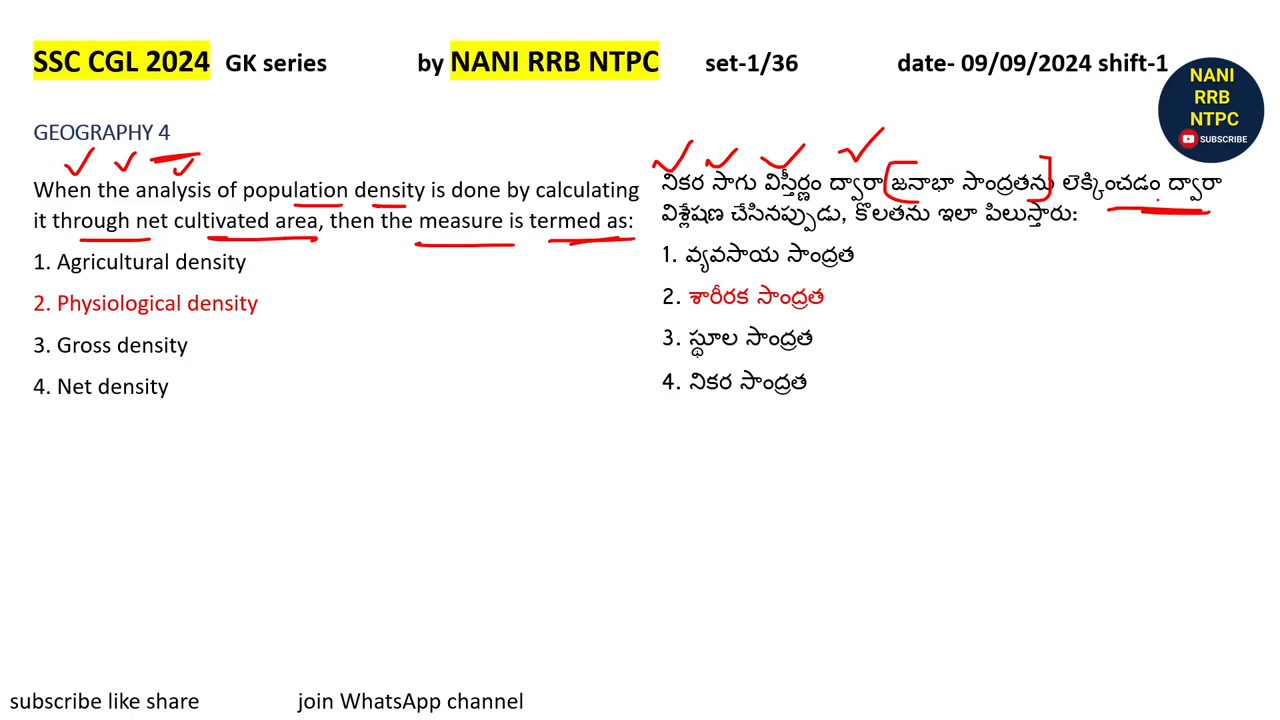 SSC CGL 2024 GK series by NANI RRB NTPC set-1/36 date- 09/09/2024 shift-1
NANI
RRB
NTPC
SUBSCRIBE
GEOGRAPHY 4
When the analysis of population density is done by calculating
it through net cultivated area, then the measure is termed as:
1. Agricultural density
2. Physiological density
3. Gross density
4. Net density
నికర సాగు విస్తీర్ణం ద్వారా జనాభా సాంద్రతను లెక్కించడం ద్వారా
విశ్లేషణ చేసినప్పుడు, కొలతను ఇలా పిలుస్తారు:
1. వ్యవసాయ సాంద్రత
2. శారీరక సాంద్రత
3. స్థూల సాంద్రత
4. నికర సాంద్రత
subscribe like share join WhatsApp channel